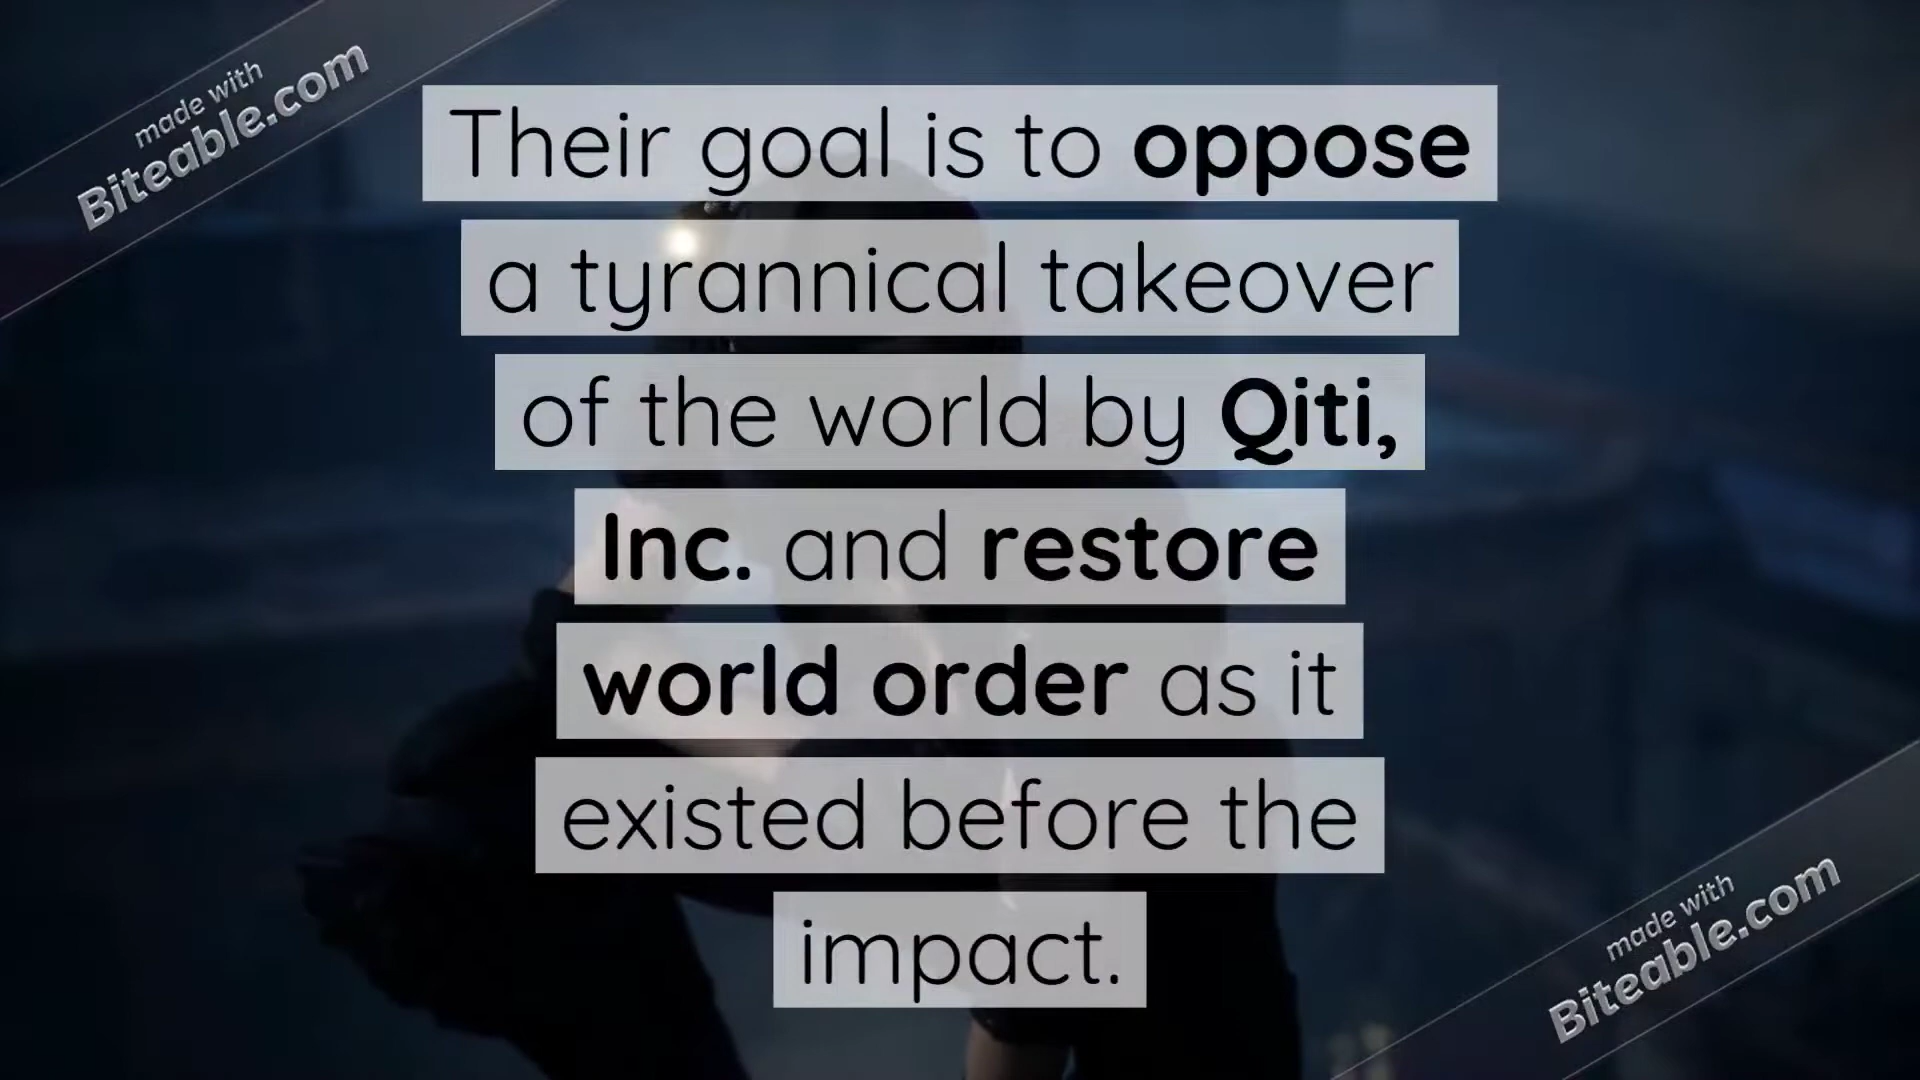 made with
Biteable.com
Their goal is to oppose
a tyrannical takeover
of the world by Qiti,
Inc. and restore
world order as it
existed before the
impact.
made with
Biteable.com